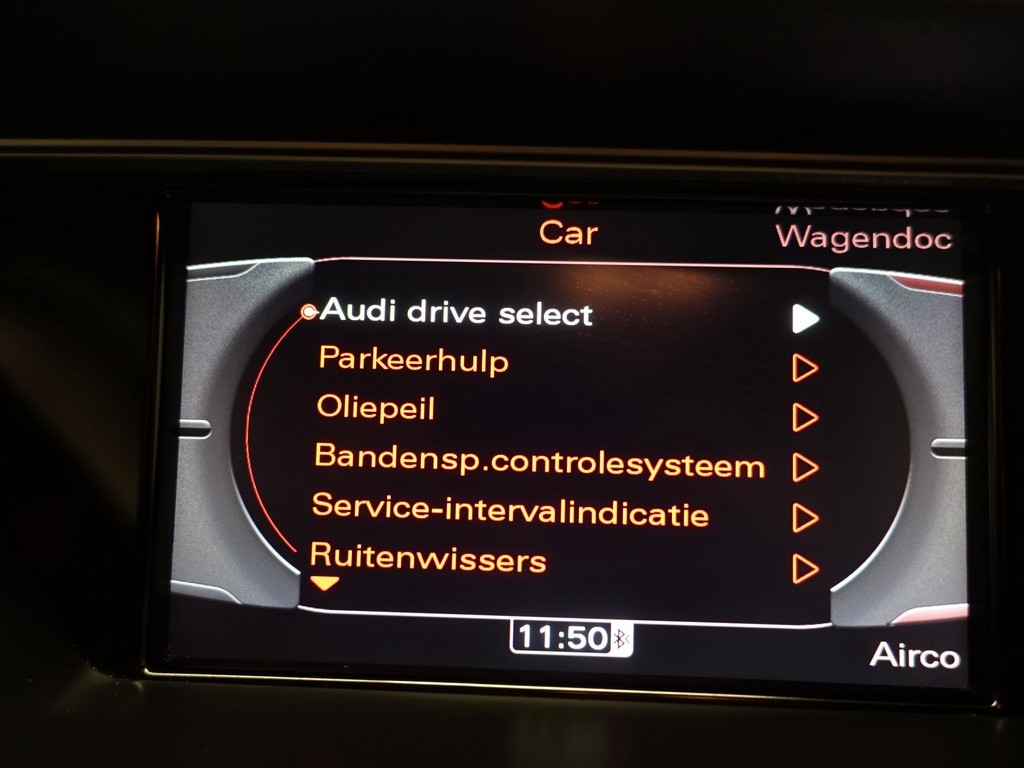 Car
Wagendoc
Audi drive select
Parkeerhulp
Oliepeil
Bandensp.controlesysteem
Service-intervalindicatie
Ruitenwissers
11:50
Airco